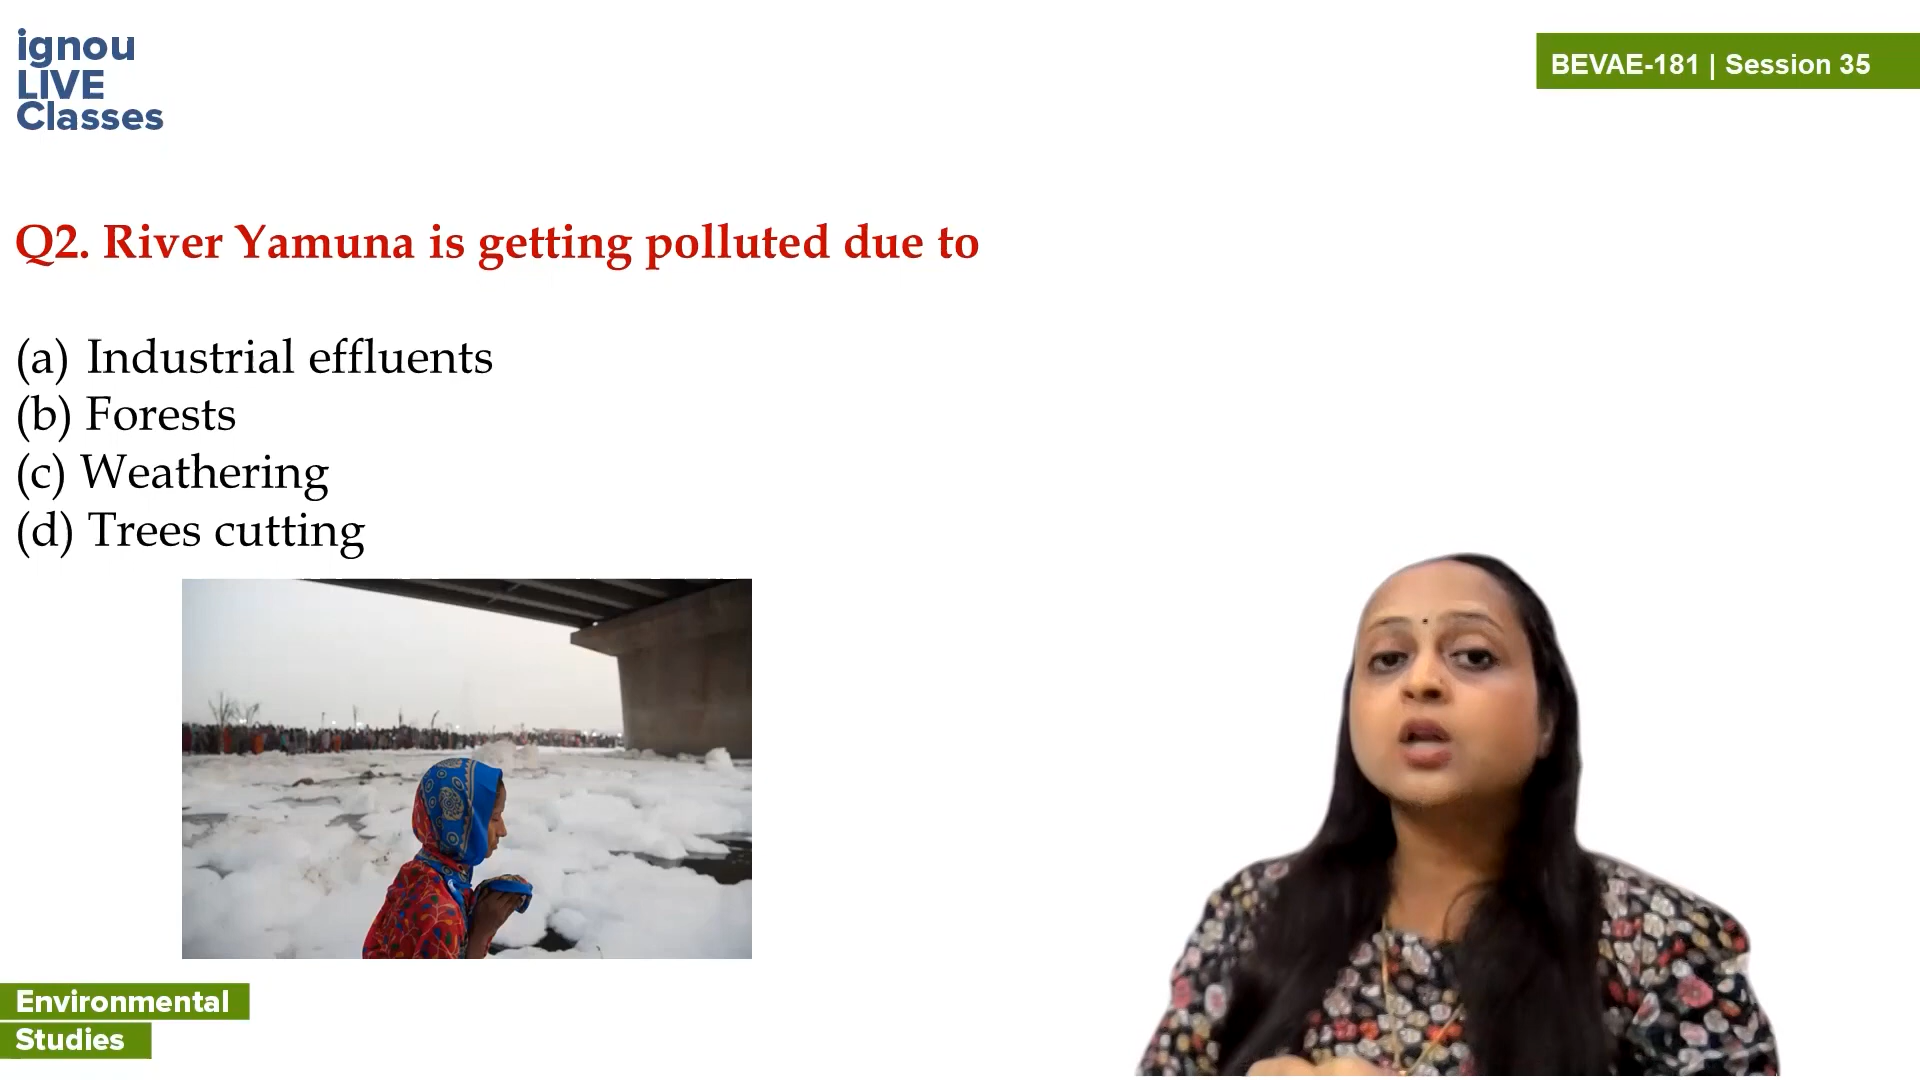 ignou
LIVE
Classes
BEVAE-181 | Session 35
Q2. River Yamuna is getting polluted due to
(a) Industrial effluents
(b) Forests
(c) Weathering
(d) Trees cutting
Environmental
Studies